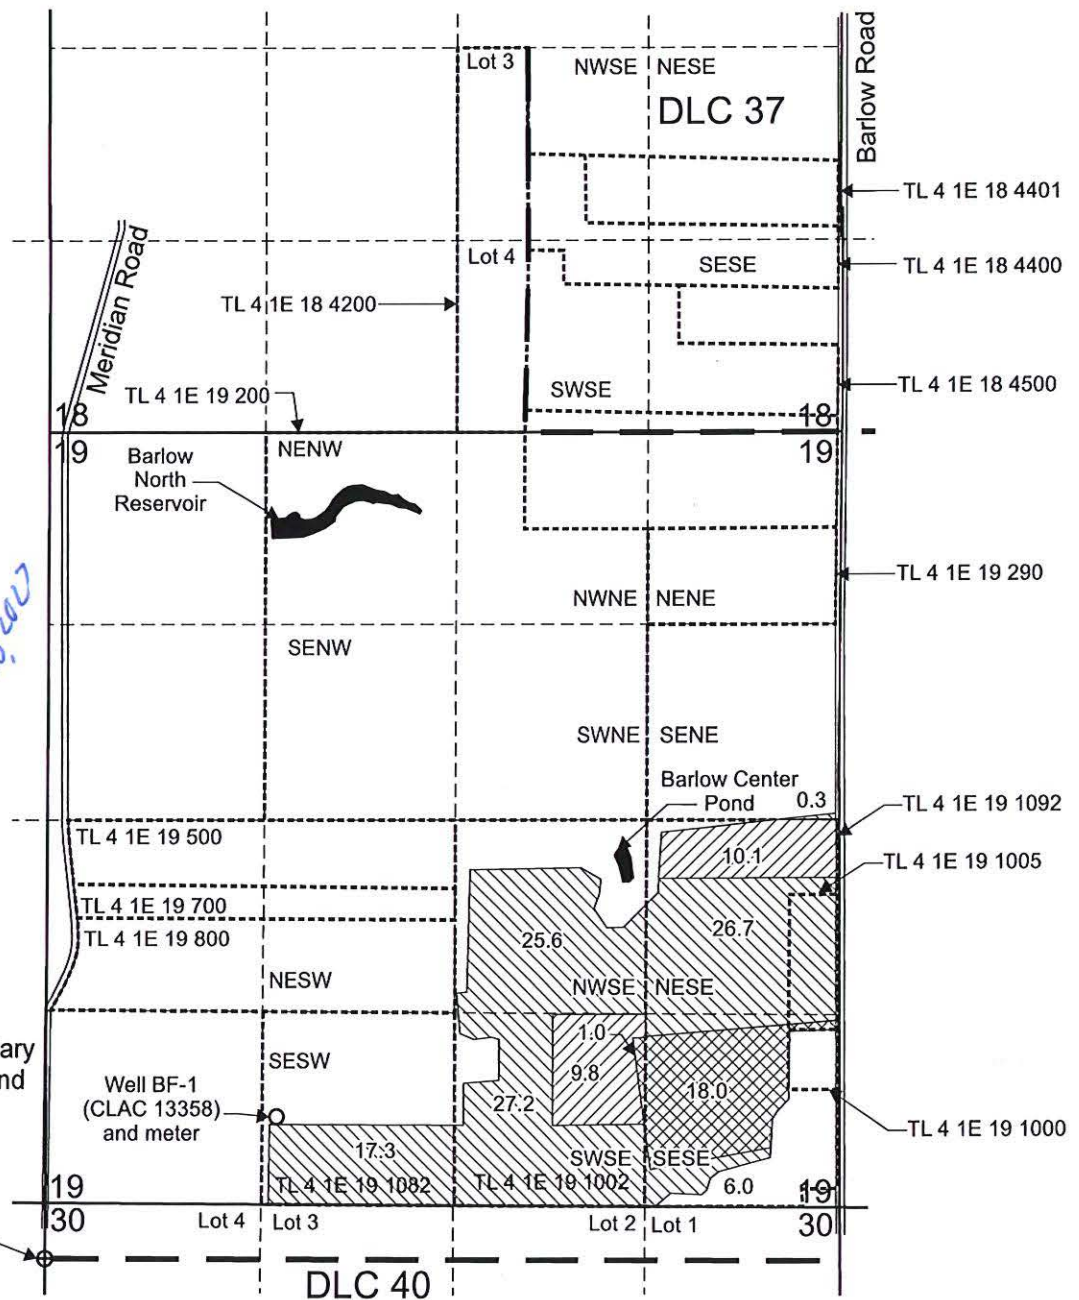 Lot 3
NWSE
NESE
DLC 37
Barlow Road
TL 4 1E 18 4401
Lot 4
SESE
TL 4 1E 18 4400
TL 4 1E 18 4200
Meridian Road
TL 4 1E 18 4500
TL 4 1E 19 200
SWSE
18
18
19
19
NENW
Barlow
North
Reservoir
TL 4 1E 19 290
NWNE
NENE
SENW
SWNE
SENE
Barlow Center
Pond
0.3
TL 4 1E 19 1092
TL 4 1E 19 500
10.1
TL 4 1E 19 1005
TL 4 1E 19 700
TL 4 1E 19 800
25.6
26.7
NESW
NWSE
NESE
1.0
ary
nd
SESW
9.8
18.0
Well BF-1
(CLAC 13358)
and meter
27.2
TL 4 1E 19 1000
17.3
SWSE
SESE
TL 4 1E 19 1082
TL 4 1E 19 1002
6.0
19
19
30
30
Lot 4
Lot 3
Lot 2
Lot 1
DLC 40